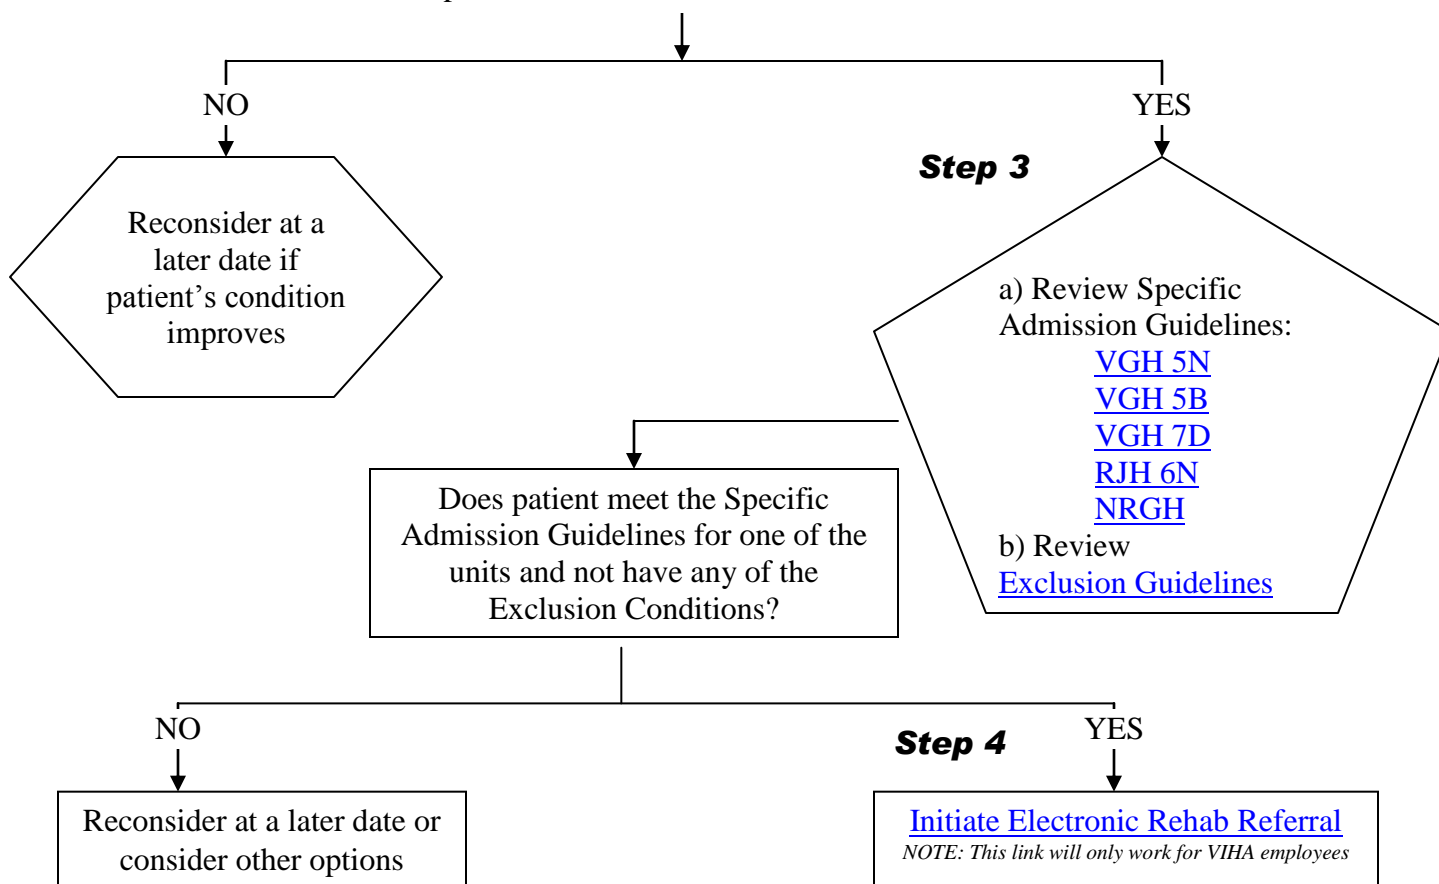 NO
YES
Step 3
Reconsider at a
later date if
patient’s condition
improves
a) Review Specific
Admission Guidelines:
VGH 5N
VGH 5B
VGH 7D
RJH 6N
NRGH
b) Review
Exclusion Guidelines
Does patient meet the Specific
Admission Guidelines for one of the
units and not have any of the
Exclusion Conditions?
NO
Step 4
YES
Reconsider at a later date or
consider other options
Initiate Electronic Rehab Referral
NOTE: This link will only work for VIHA employees